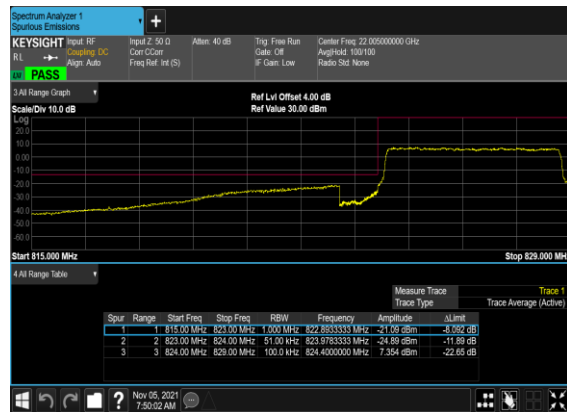 Spectrum Analyzer 1
Spurious Emissions
KEYSIGHT Input: RF
RL Coupling: DC
Align: Auto
LXI PASS
Input Z: 50 Ω
Corr CCorr
Freq Ref: Int (S)
Atten: 40 dB
Trig: Free Run
Gate: Off
IF Gain: Low
Center Freq: 22.005000000 GHz
Avg|Hold: 100/100
Radio Std: None
3 All Range Graph
Scale/Div 10.0 dB
Ref Lvl Offset 4.00 dB
Ref Value 30.00 dBm
Log
20.0
10.0
0.00
-10.0
-20.0
-30.0
-40.0
-50.0
-60.0
Start 815.000 MHz
Stop 829.000 MH
4 All Range Table
Measure Trace Trace 1
Trace Type Trace Average (Active)
Spur Range Start Freq Stop Freq RBW Frequency Amplitude ΔLimit
1 1 815.00 MHz 823.00 MHz 1.000 MHz 822.8933333 MHz -21.09 dBm -8.092 dB
2 2 823.00 MHz 824.00 MHz 51.00 kHz 823.9783333 MHz -24.89 dBm -11.89 dB
3 3 824.00 MHz 829.00 MHz 100.0 kHz 824.4000000 MHz 7.354 dBm -22.65 dB
Nov 05, 2021
7:50:02 AM